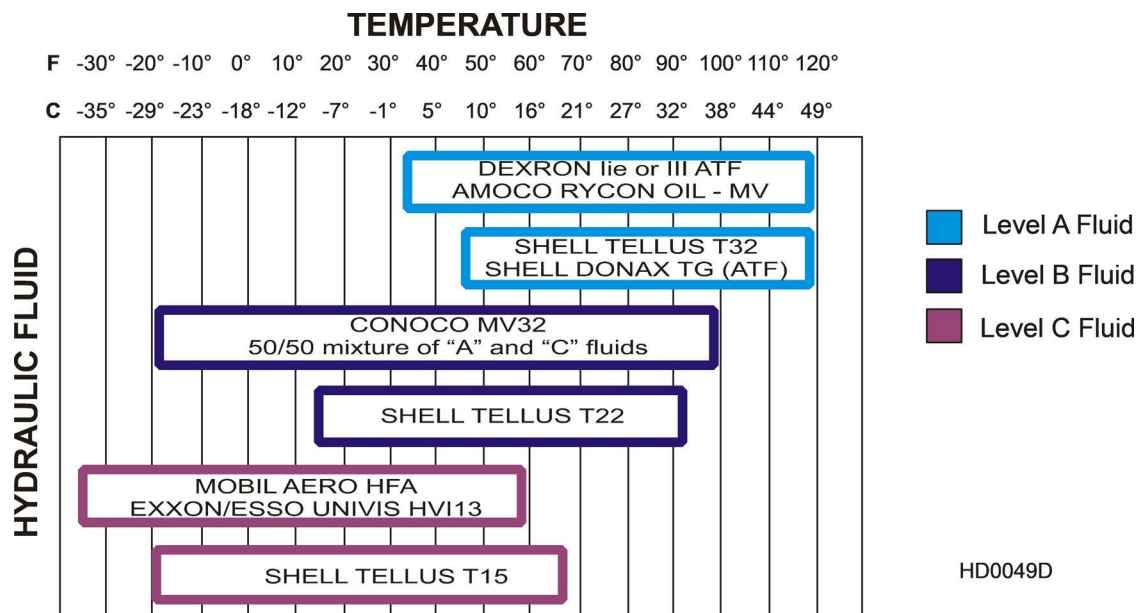 TEMPERATURE
F -30° -20° -10° 0° 10° 20° 30° 40° 50° 60° 70° 80° 90° 100° 110° 120°
C -35° -29° -23° -18° -12° -7° -1° 5° 10° 16° 21° 27° 32° 38° 44° 49°
HYDRAULIC FLUID
DEXRON Iie or III ATF
AMOCO RYCON OIL - MV
SHELL TELLUS T32
SHELL DONAX TG (ATF)
CONOCO MV32
50/50 mixture of “A” and “C” fluids
SHELL TELLUS T22
MOBIL AERO HFA
EXXON/ESSO UNIVIS HVI13
SHELL TELLUS T15
Level A Fluid
Level B Fluid
Level C Fluid
HD0049D